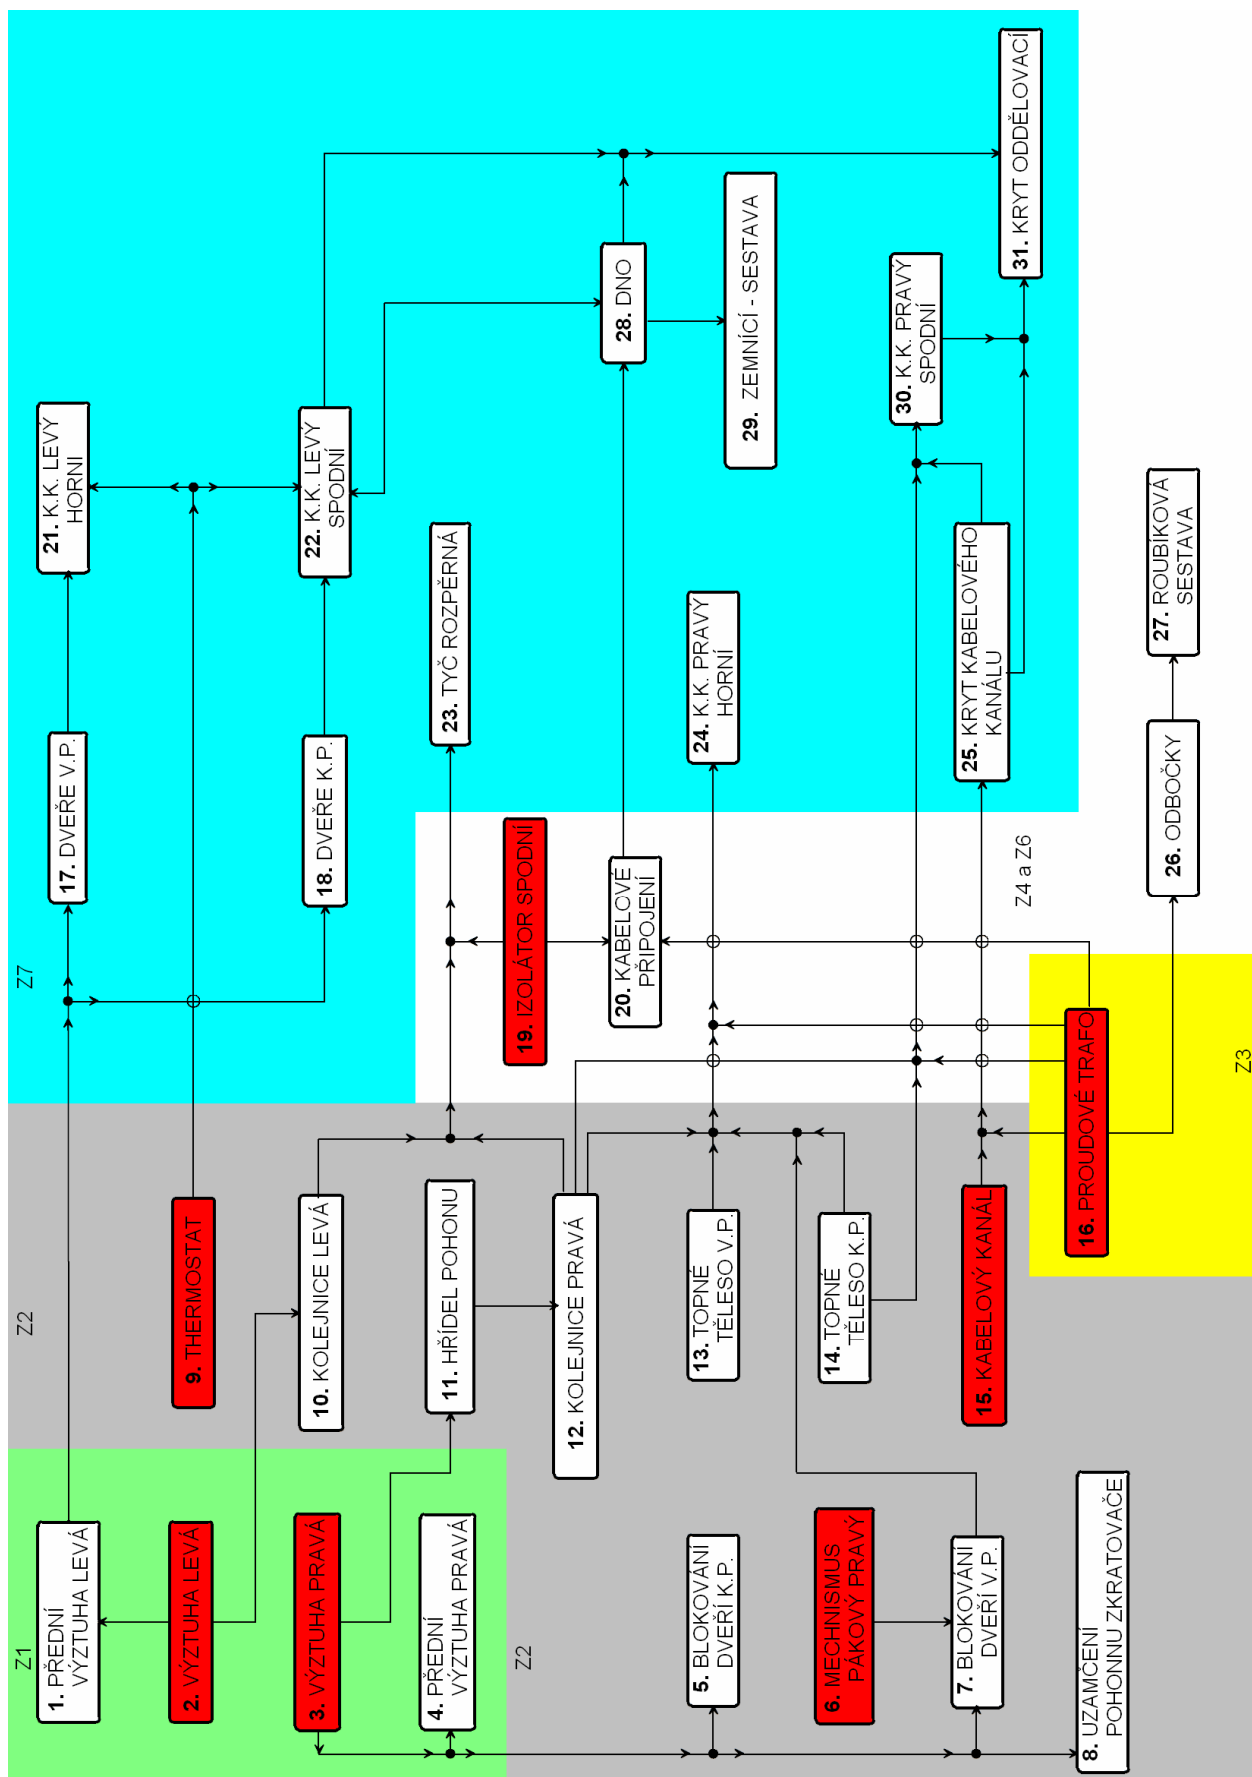 Z1
1. PŘEDNÍ
VÝZTUHA LEVÁ
2. VÝZTUHA LEVÁ
3. VÝZTUHA PRAVÁ
4. PŘEDNÍ
VÝZTUHA PRAVÁ
Z2
5. BLOKOVÁNÍ
DVEŘÍ K.P.
6. MECHNISMUS
PÁKOVÝ PRAVÝ
7. BLOKOVÁNÍ
DVEŘÍ V.P.
8. UZAMČENÍ
POHONNU ZKRATOVAČE
Z2
9. THERMOSTAT
10. KOLEJNICE LEVÁ
11. HŘÍDEL POHONU
12. KOLEJNICE PRAVÁ
13. TOPNÉ
TĚLESO V.P.
14. TOPNÉ
TĚLESO K.P.
15. KABELOVÝ KANÁL
16. PROUDOVÉ TRAFO
Z3
Z7
17. DVEŘE V.P.
18. DVEŘE K.P.
19. IZOLÁTOR SPODNÍ
20. KABELOVÉ
PŘIPOJENÍ
Z4 a Z6
21. K.K. LEVÝ
HORNI
22. K.K. LEVÝ
SPODNÍ
23. TYČ ROZPĚRNÁ
24. K.K. PRAVÝ
HORNÍ
25. KRYT KABELOVÉHO
KANÁLU
26. ODBOČKY
27. ROUBÍKOVÁ
SESTAVA
28. DNO
29. ZEMNÍCÍ - SESTAVA
30. K.K. PRAVÝ
SPODNÍ
31. KRYT ODDĚLOVACÍ